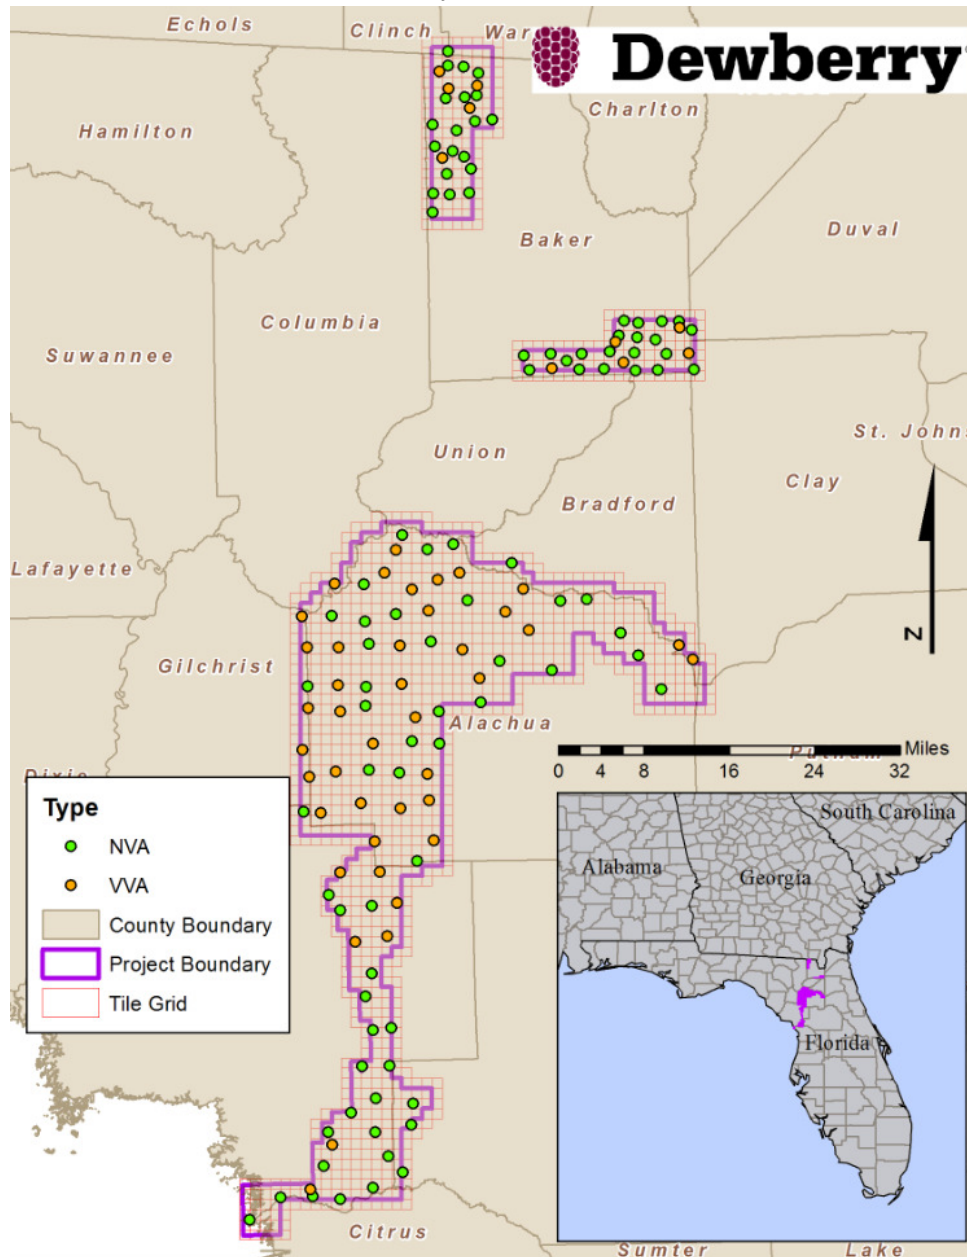 Echols
Clinch
War
Dewberry
Charlton
Hamilton
Baker
Duval
Columbia
Suwannee
Union
St. Johns
Clay
Bradford
Lafayette
N
Gilchrist
Alachua
Putnam
Miles
0 4 8 16 24 32
Dixie
Type
NVA
VVA
County Boundary
Project Boundary
Tile Grid
South Carolina
Alabama
Georgia
Florida
Citrus
Sumter
Lake